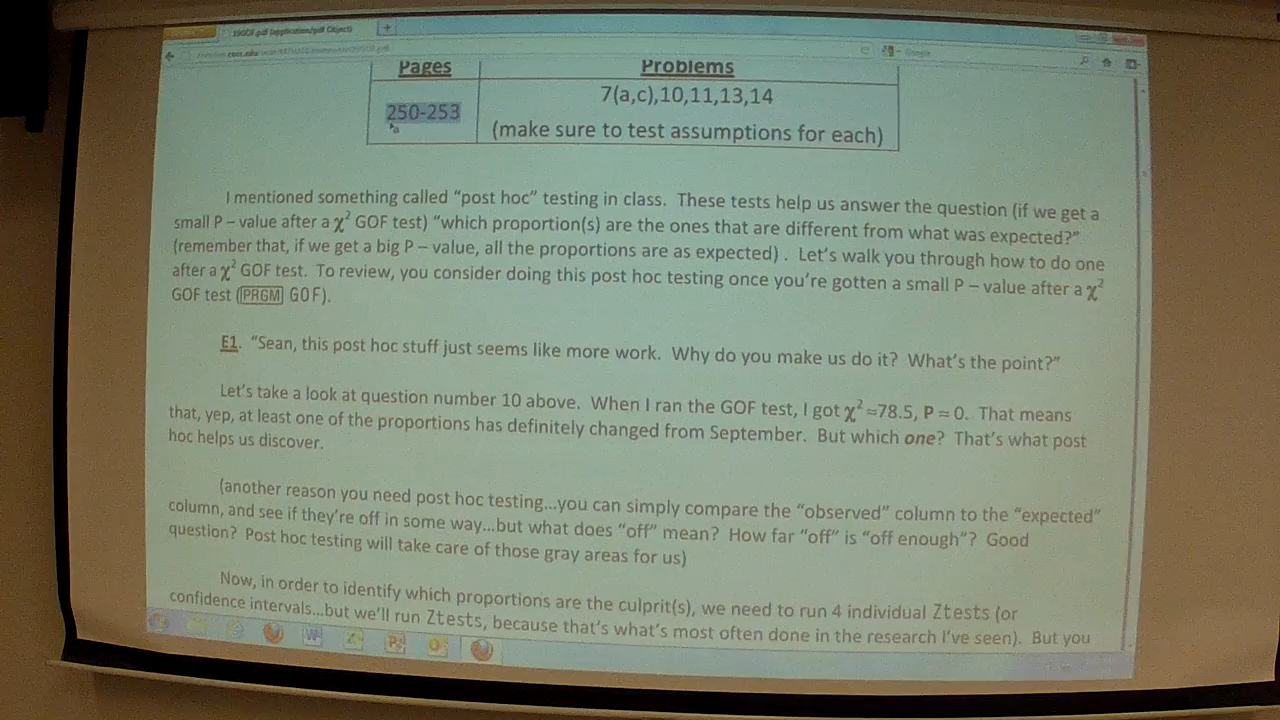 19GOF.pdf (application/pdf Object)
Google
Pages
Problems
250-253
7(a,c),10,11,13,14
(make sure to test assumptions for each)
I mentioned something called "post hoc" testing in class. These tests help us answer the question (if we get a
small P – value after a χ² GOF test) "which proportion(s) are the ones that are different from what was expected?"
(remember that, if we get a big P – value, all the proportions are as expected) . Let's walk you through how to do one
after a χ² GOF test. To review, you consider doing this post hoc testing once you're gotten a small P – value after a χ²
GOF test (PRGM GOF).
E1. "Sean, this post hoc stuff just seems like more work. Why do you make us do it? What's the point?"
Let's take a look at question number 10 above. When I ran the GOF test, I got χ² ≈78.5, P ≈ 0. That means
that, yep, at least one of the proportions has definitely changed from September. But which one? That's what post
hoc helps us discover.
(another reason you need post hoc testing...you can simply compare the "observed" column to the "expected"
column, and see if they're off in some way...but what does "off" mean? How far "off" is "off enough"? Good
question? Post hoc testing will take care of those gray areas for us)
Now, in order to identify which proportions are the culprit(s), we need to run 4 individual Ztests (or
confidence intervals...but we'll run Ztests, because that's what's most often done in the research I've seen). But you